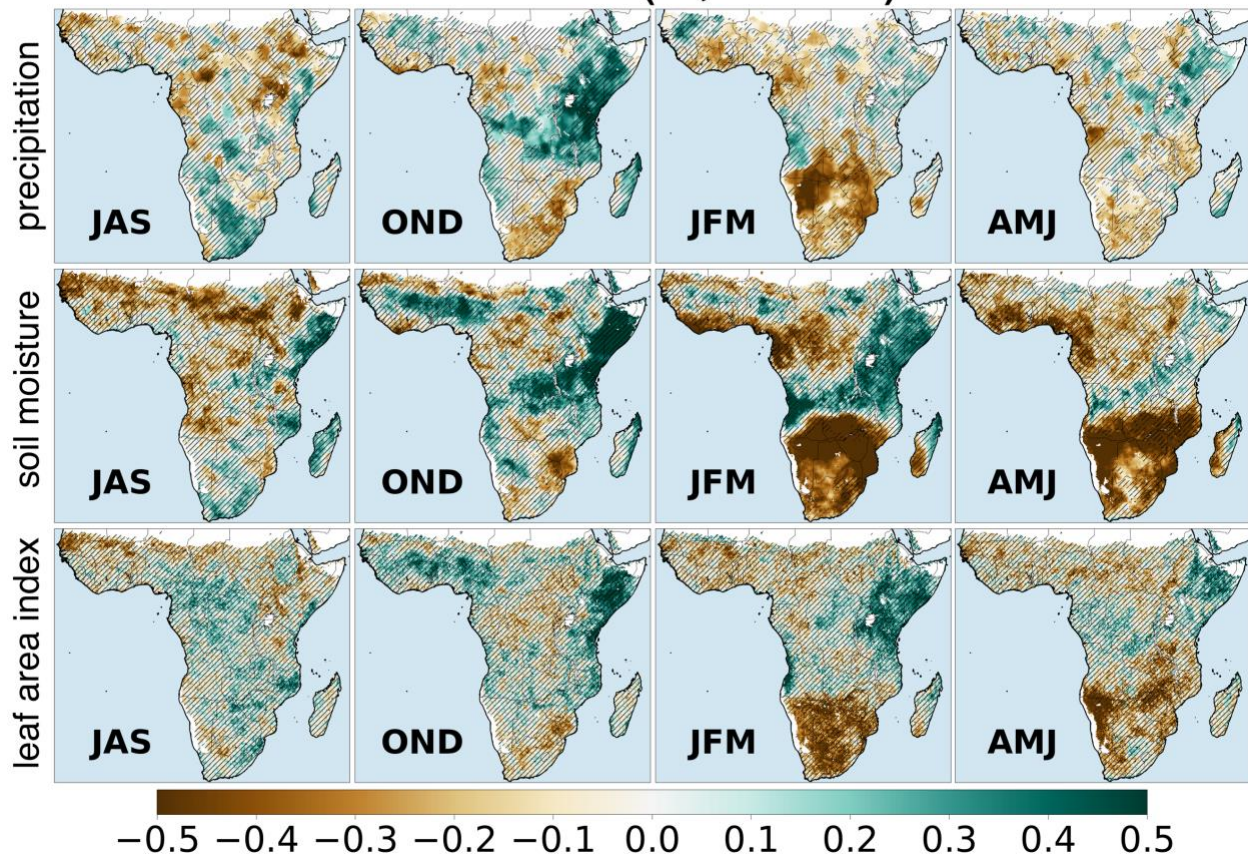 precipitation
JAS
OND
JFM
AMJ
soil moisture
JAS
OND
JFM
AMJ
leaf area index
JAS
OND
JFM
AMJ
−0.5 −0.4 −0.3 −0.2 −0.1 0.0 0.1 0.2 0.3 0.4 0.5